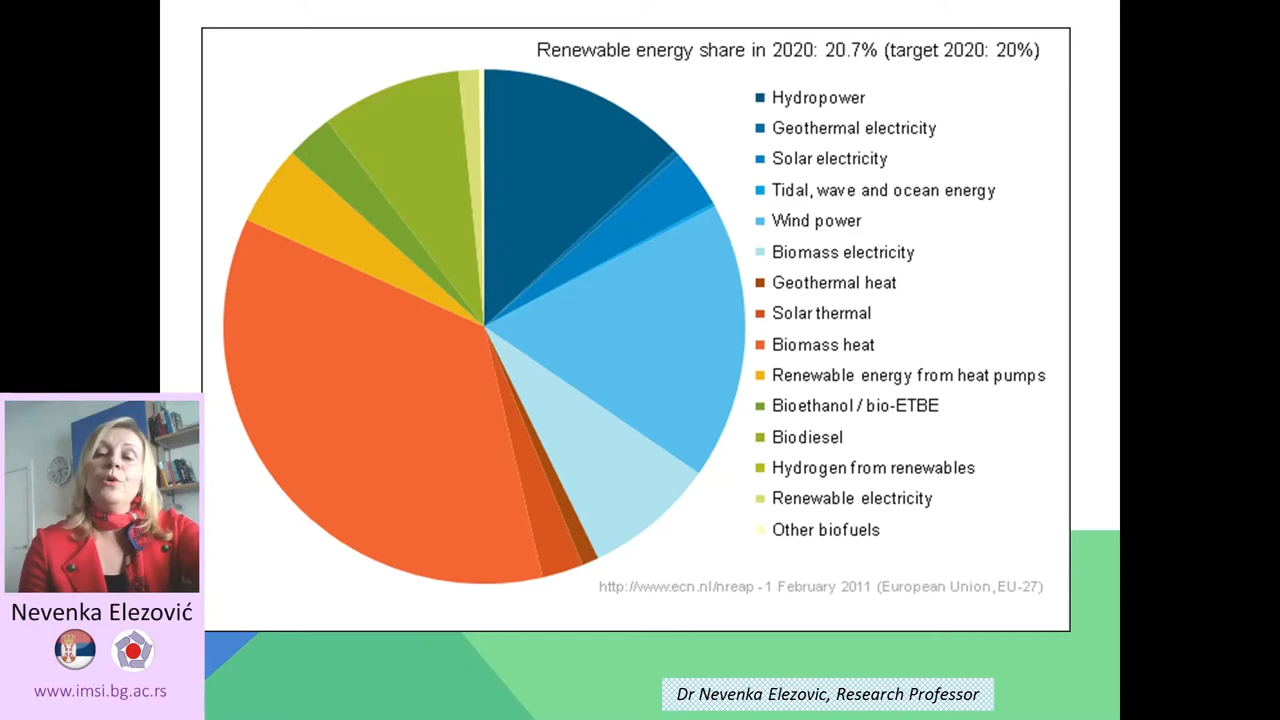 Renewable energy share in 2020: 20.7% (target 2020: 20%)
Hydropower
Geothermal electricity
Solar electricity
Tidal, wave and ocean energy
Wind power
Biomass electricity
Geothermal heat
Solar thermal
Biomass heat
Renewable energy from heat pumps
Bioethanol / bio-ETBE
Biodiesel
Hydrogen from renewables
Renewable electricity
Other biofuels
http://www.ecn.nl/nreap - 1 February 2011 (European Union, EU-27)
Nevenka Elezović
www.imsi.bg.ac.rs
Dr Nevenka Elezovic, Research Professor